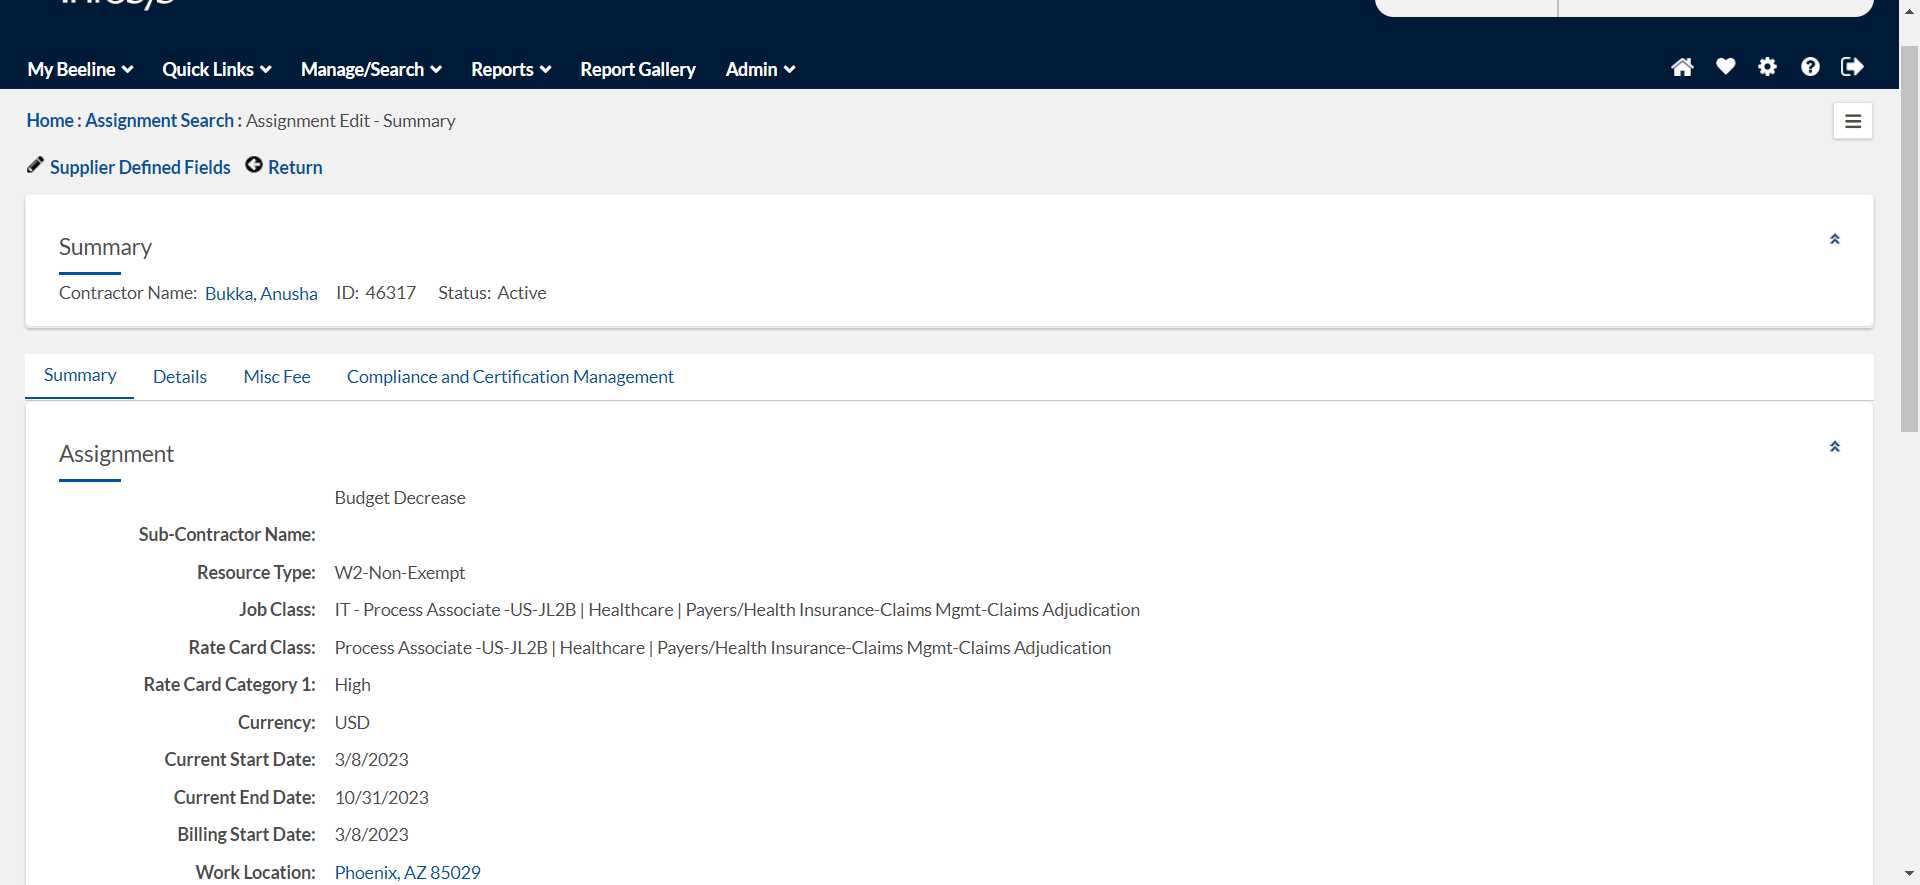 My Beeline Quick Links Manage/Search Reports Report Gallery Admin
Home : Assignment Search : Assignment Edit - Summary
Supplier Defined Fields Return
Summary
Contractor Name: Bukka, Anusha ID: 46317 Status: Active
Summary Details Misc Fee Compliance and Certification Management
Assignment
Budget Decrease
Sub-Contractor Name:
Resource Type: W2-Non-Exempt
Job Class: IT - Process Associate -US-JL2B | Healthcare | Payers/Health Insurance-Claims Mgmt-Claims Adjudication
Rate Card Class: Process Associate -US-JL2B | Healthcare | Payers/Health Insurance-Claims Mgmt-Claims Adjudication
Rate Card Category 1: High
Currency: USD
Current Start Date: 3/8/2023
Current End Date: 10/31/2023
Billing Start Date: 3/8/2023
Work Location: Phoenix, AZ 85029